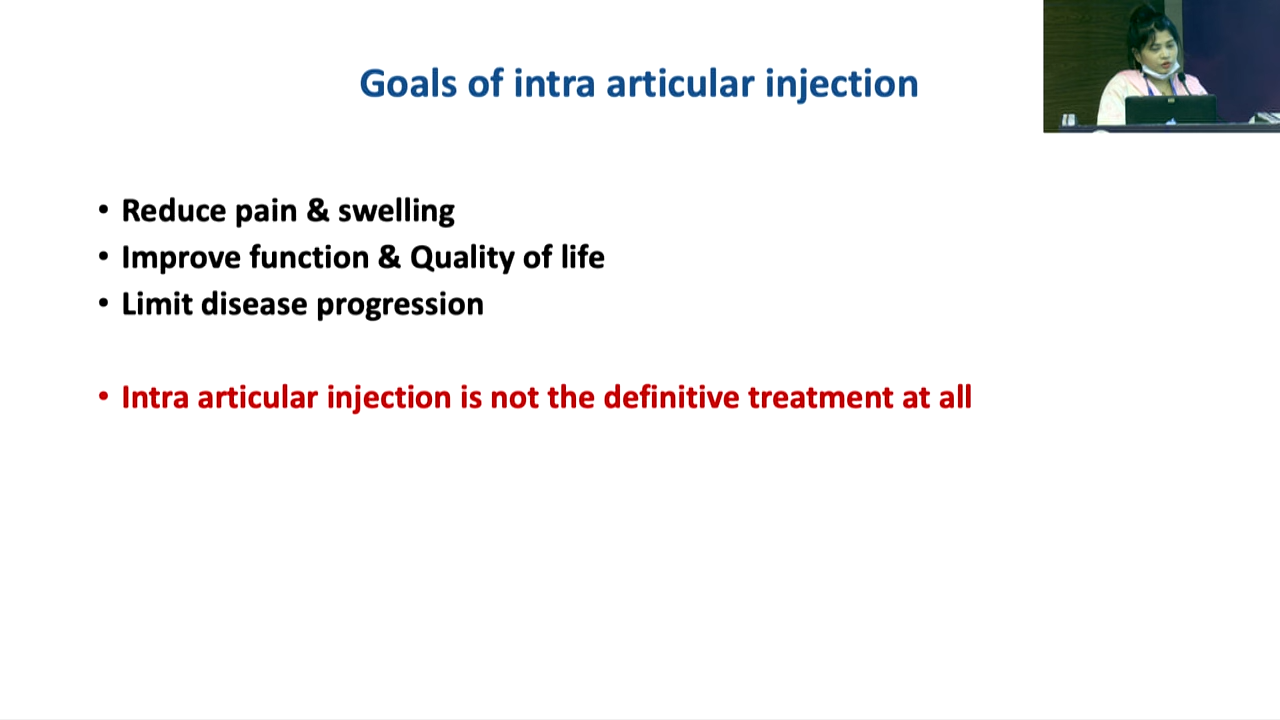 Goals of intra articular injection
• Reduce pain & swelling
• Improve function & Quality of life
• Limit disease progression
• Intra articular injection is not the definitive treatment at all